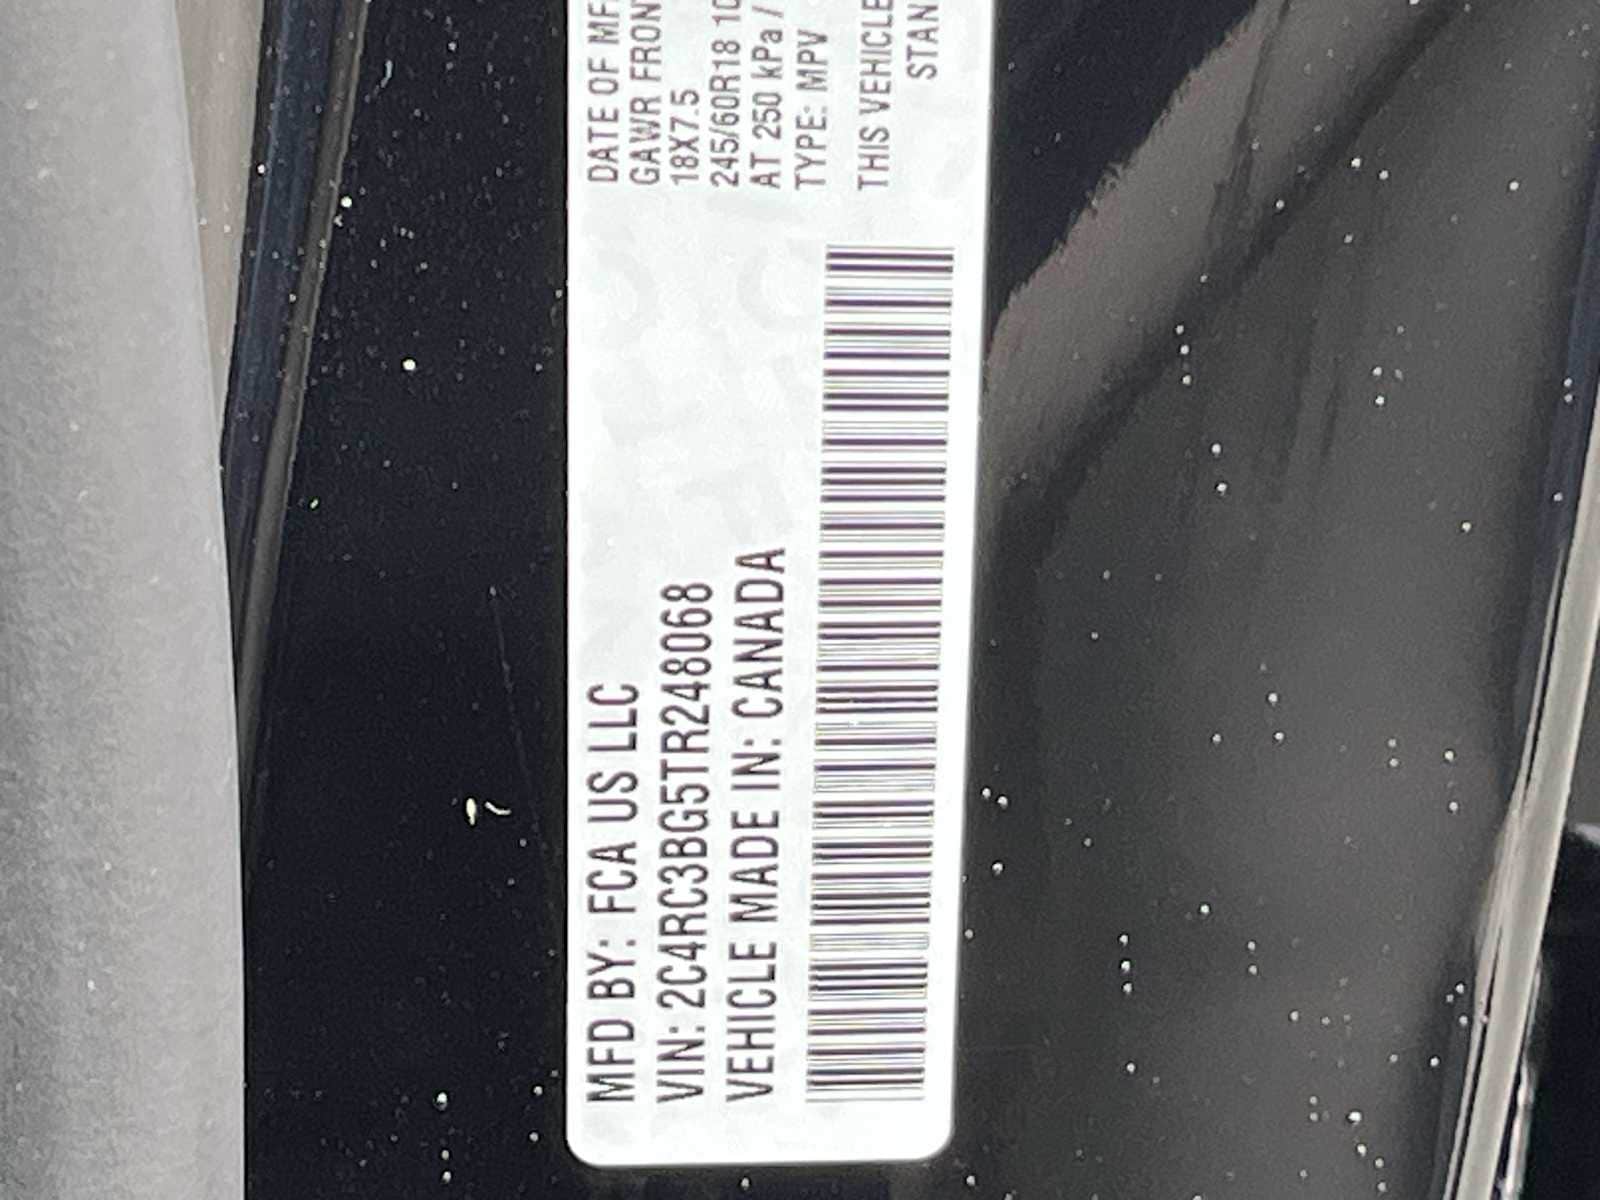 MFD BY: FCA US LLC
VIN: 2C4RC3BG5TR248068
VEHICLE MADE IN: CANADA
DATE OF MF
GAWR FRON
18X7.5
245/60R18 10
AT 250 kPa /
TYPE: MPV
THIS VEHICLE
STAN